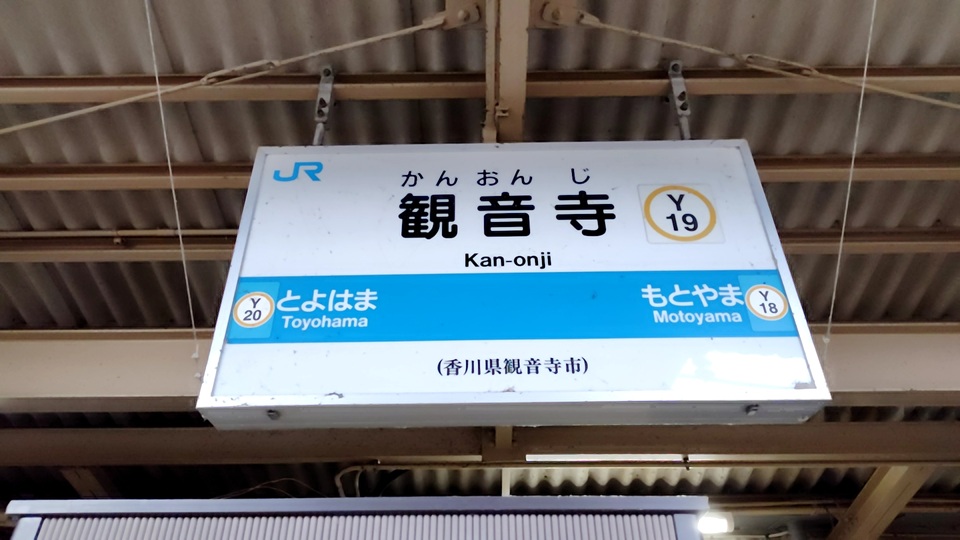 JR
かんおん じ
観音寺
Y
19
Kan-onji
Y
20
とよはま
Toyohama
もとやま
Motoyama
Y
18
(香川県観音寺市)